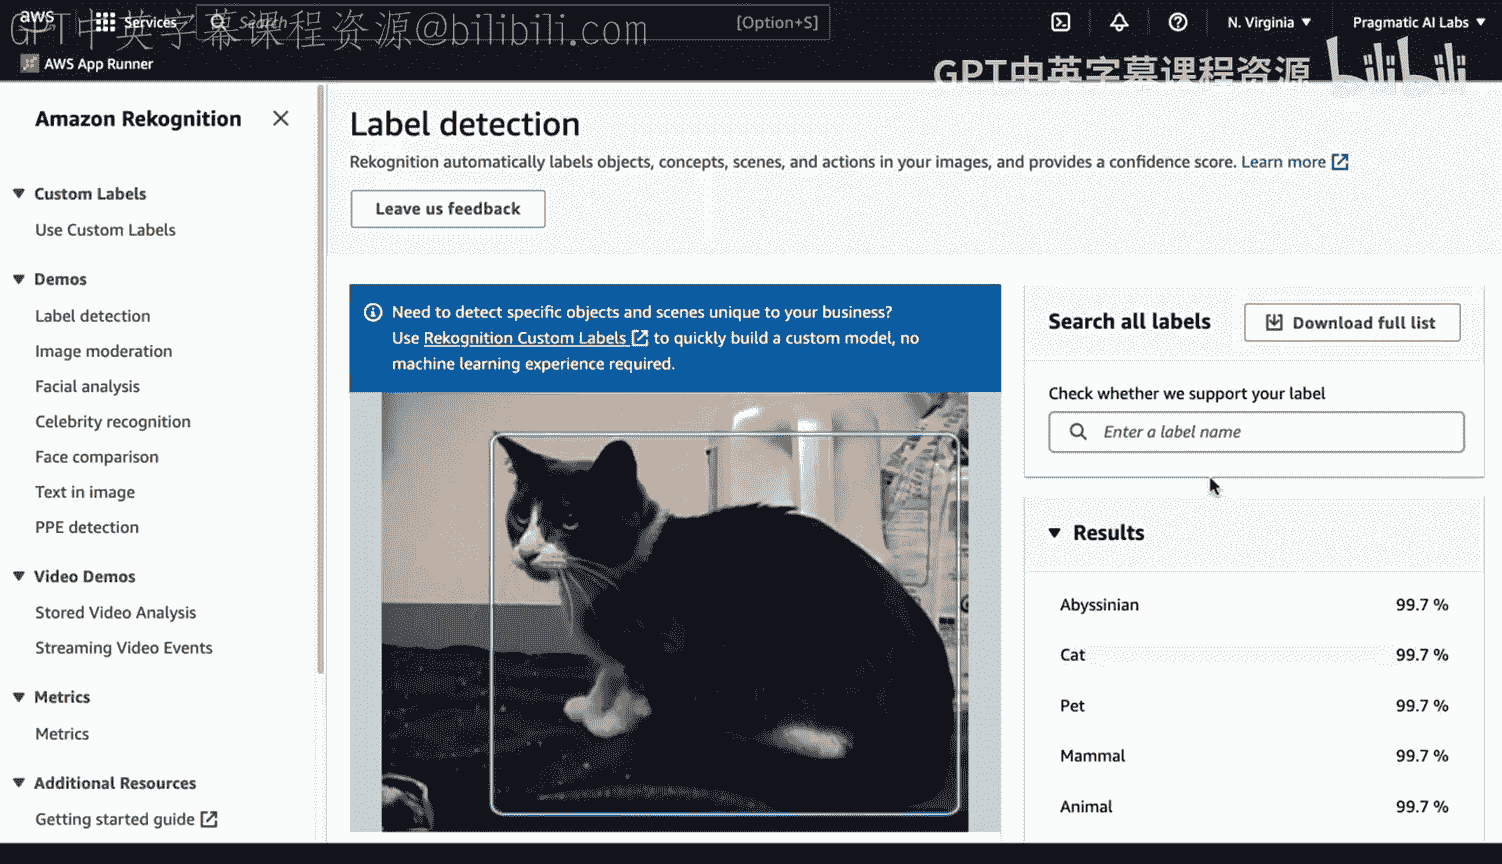 aws
Services
Search
[Option+S]
N. Virginia
Pragmatic AI Labs
GPT中英字幕课程资源@bilibili.com
AWS App Runner
GPT中英字幕课程资源 bilibili
Amazon Rekognition
Custom Labels
Use Custom Labels
Demos
Label detection
Image moderation
Facial analysis
Celebrity recognition
Face comparison
Text in image
PPE detection
Video Demos
Stored Video Analysis
Streaming Video Events
Metrics
Metrics
Additional Resources
Getting started guide
Label detection
Rekognition automatically labels objects, concepts, scenes, and actions in your images, and provides a confidence score. Learn more
Leave us feedback
Need to detect specific objects and scenes unique to your business?
Use Rekognition Custom Labels to quickly build a custom model, no
machine learning experience required.
Search all labels
Download full list
Check whether we support your label
Enter a label name
Results
Abyssinian 99.7 %
Cat 99.7 %
Pet 99.7 %
Mammal 99.7 %
Animal 99.7 %